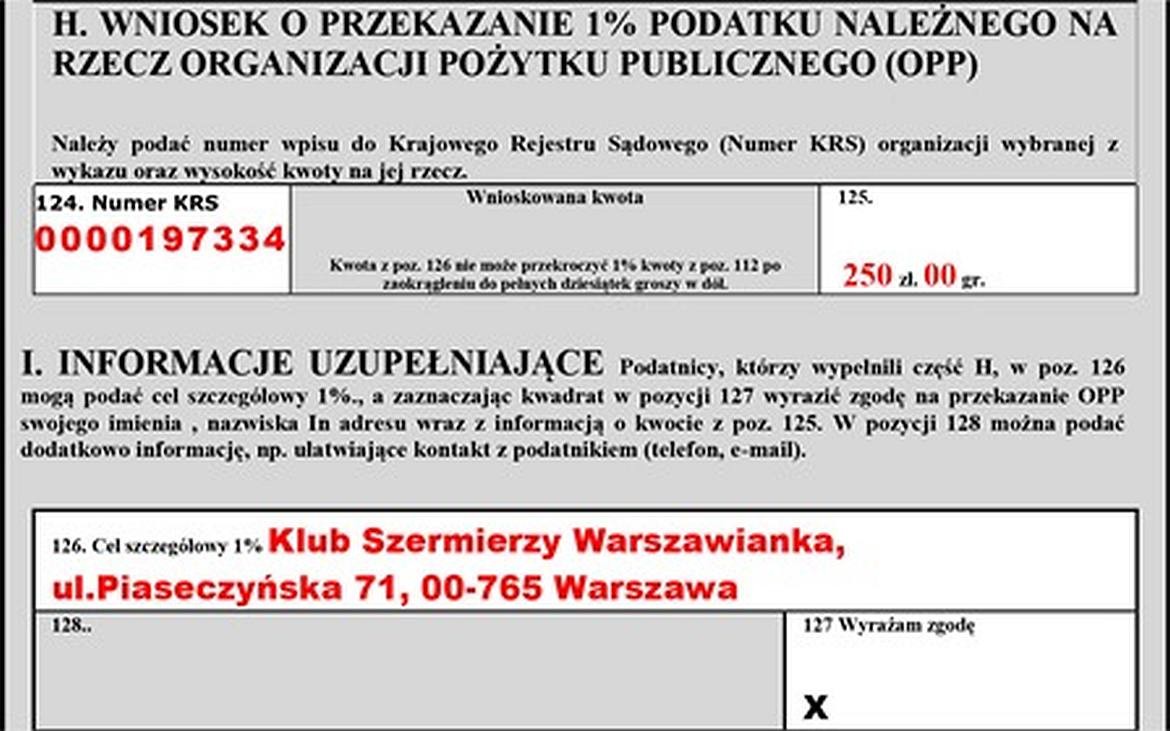 H. WNIOSEK O PRZEKAZANIE 1% PODATKU NALEŻNEGO NA
RZECZ ORGANIZACJI POŻYTKU PUBLICZNEGO (OPP)
Należy podać numer wpisu do Krajowego Rejestru Sądowego (Numer KRS) organizacji wybranej z
wykazu oraz wysokość kwoty na jej rzecz.
124. Numer KRS
0000197334
Wnioskowana kwota
Kwota z poz. 126 nie może przekroczyć 1% kwoty z poz. 112 po
zaokrągleniu do pełnych dziesiątek groszy w dół.
125.
250 zł. 00 gr.
I. INFORMACJE UZUPEŁNIAJĄCE Podatnicy, którzy wypełnili część H, w poz. 126
mogą podać cel szczegółowy 1%., a zaznaczając kwadrat w pozycji 127 wyrazić zgodę na przekazanie OPP
swojego imienia , nazwiska In adresu wraz z informacją o kwocie z poz. 125. W pozycji 128 można podać
dodatkowo informację, np. ułatwiające kontakt z podatnikiem (telefon, e-mail).
126. Cel szczegółowy 1% Klub Szermierzy Warszawianka,
ul.Piaseczyńska 71, 00-765 Warszawa
128..
127 Wyrażam zgodę
X